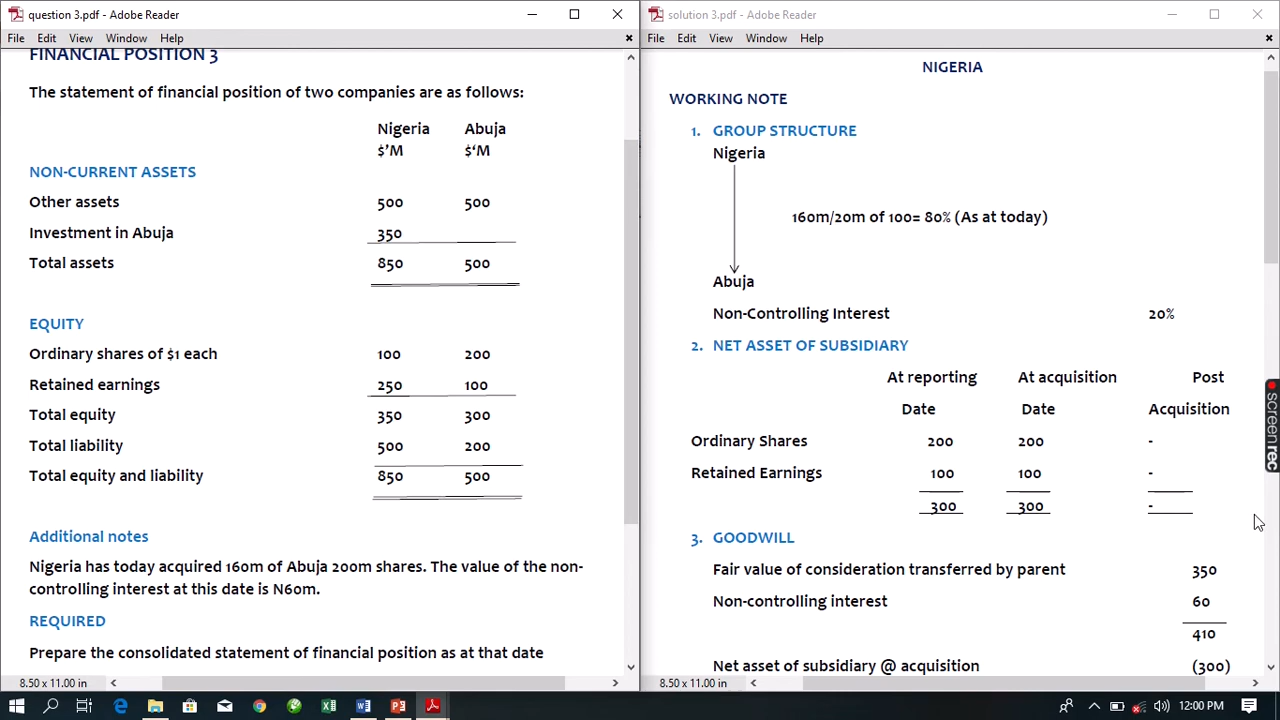 question 3.pdf - Adobe Reader
File Edit View Window Help
FINANCIAL POSITION 3
The statement of financial position of two companies are as follows:
Nigeria Abuja
$'M $'M
NON-CURRENT ASSETS
Other assets 500 500
Investment in Abuja 350
Total assets 850 500
EQUITY
Ordinary shares of $1 each 100 200
Retained earnings 250 100
Total equity 350 300
Total liability 500 200
Total equity and liability 850 500
Additional notes
Nigeria has today acquired 160m of Abuja 200m shares. The value of the non-
controlling interest at this date is N60m.
REQUIRED
Prepare the consolidated statement of financial position as at that date
8.50 x 11.00 in
solution 3.pdf - Adobe Reader
File Edit View Window Help
NIGERIA
WORKING NOTE
1. GROUP STRUCTURE
Nigeria
160m/20m of 100= 80% (As at today)
Abuja
Non-Controlling Interest 20%
2. NET ASSET OF SUBSIDIARY
At reporting At acquisition Post
Date Date Acquisition
Ordinary Shares 200 200 -
Retained Earnings 100 100 -
300 300 -
3. GOODWILL
Fair value of consideration transferred by parent 350
Non-controlling interest 60
410
Net asset of subsidiary @ acquisition (300)
8.50 x 11.00 in
screenrec
12:00 PM